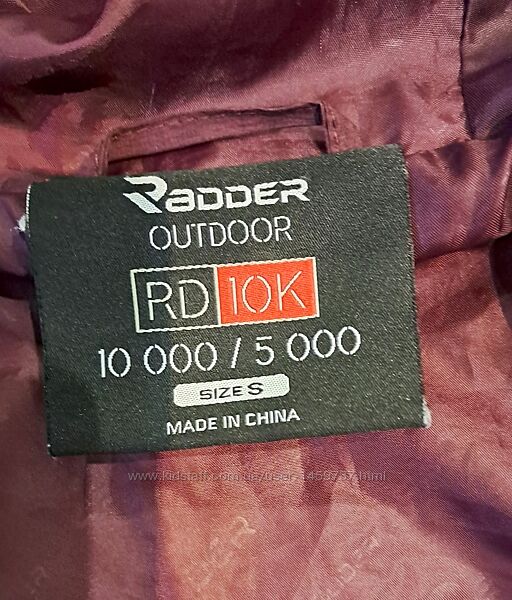 RADDER
OUTDOOR
RD 10K
10 000 / 5 000
SIZE S
MADE IN CHINA